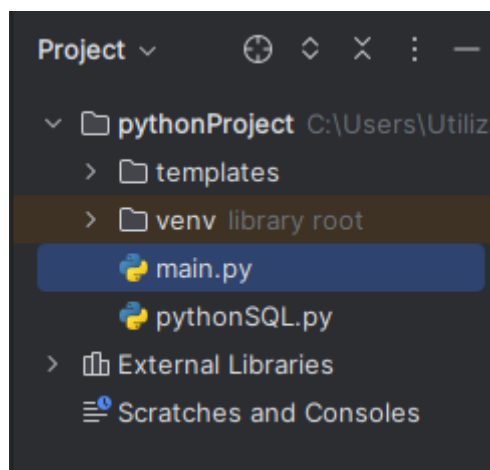 Project
pythonProject C:\Users\Utiliz
templates
venv library root
main.py
pythonSQL.py
External Libraries
Scratches and Consoles